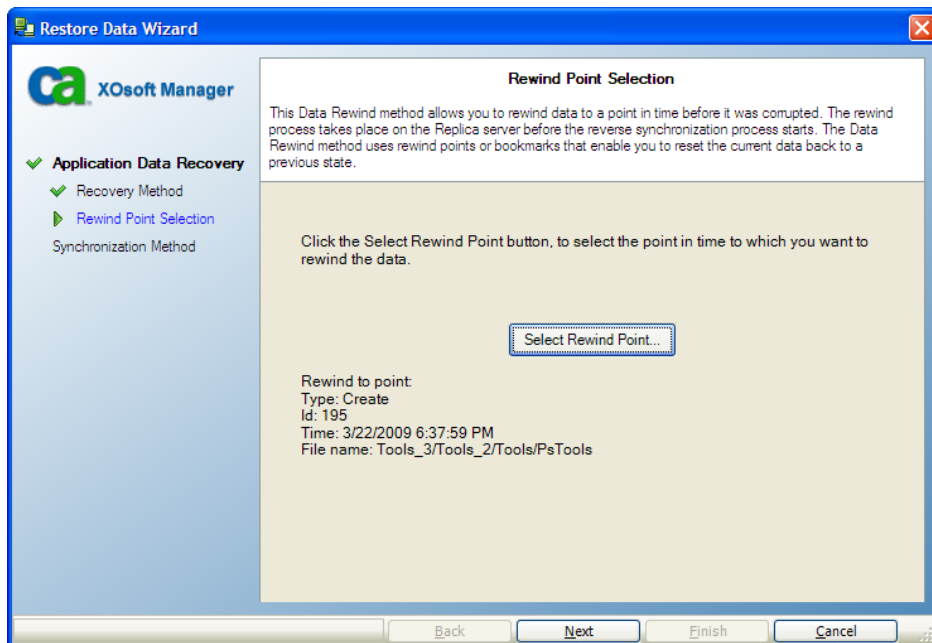 Restore Data Wizard
ca XOsoft Manager
Application Data Recovery
Recovery Method
Rewind Point Selection
Synchronization Method
Rewind Point Selection
This Data Rewind method allows you to rewind data to a point in time before it was corrupted. The rewind
process takes place on the Replica server before the reverse synchronization process starts. The Data
Rewind method uses rewind points or bookmarks that enable you to reset the current data back to a
previous state.
Click the Select Rewind Point button, to select the point in time to which you want to
rewind the data.
Select Rewind Point...
Rewind to point:
Type: Create
Id: 195
Time: 3/22/2009 6:37:59 PM
File name: Tools_3/Tools_2/Tools/PsTools
Back Next Finish Cancel